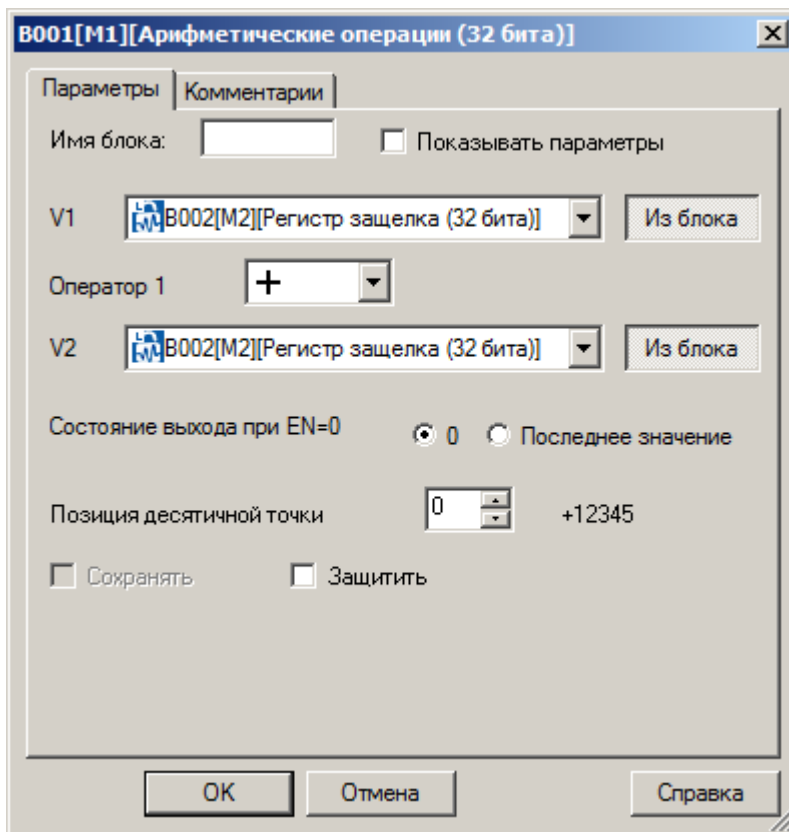 B001[M1][Арифметические операции (32 бита)]
Параметры Комментарии
Имя блока: Показывать параметры
V1 B002[M2][Регистр защелка (32 бита)] Из блока
Оператор 1 +
V2 B002[M2][Регистр защелка (32 бита)] Из блока
Состояние выхода при EN=0 0 Последнее значение
Позиция десятичной точки 0 +12345
Сохранять Защитить
OK Отмена Справка